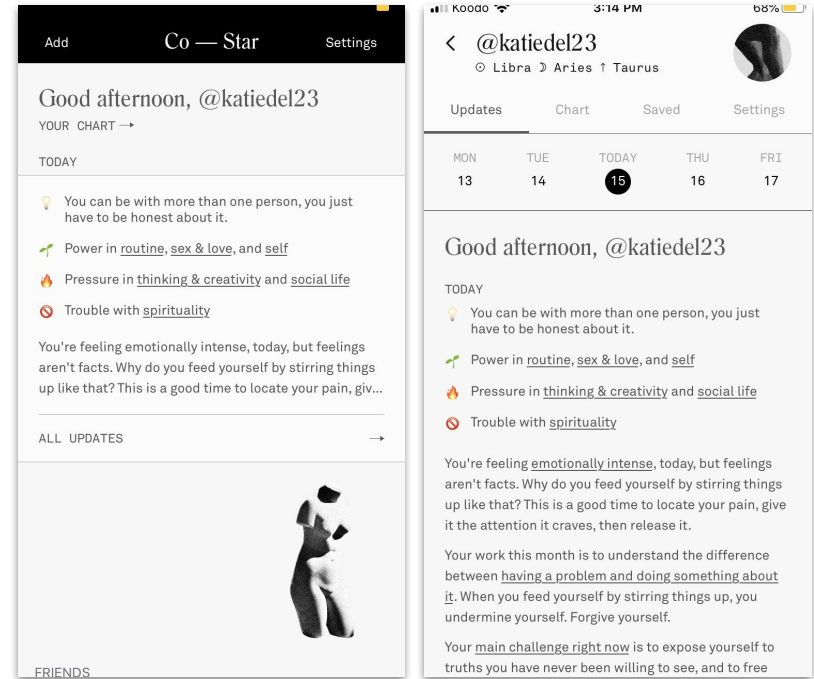 Add Co — Star Settings
Good afternoon, @katiedel23
YOUR CHART →
TODAY
You can be with more than one person, you just
have to be honest about it.
Power in routine, sex & love, and self
Pressure in thinking & creativity and social life
Trouble with spirituality
You're feeling emotionally intense, today, but feelings
aren't facts. Why do you feed yourself by stirring things
up like that? This is a good time to locate your pain, giv...
ALL UPDATES →
FRIENDS
Koodo 3:14 PM 68%
@katiedel23
☉ Libra ☽ Aries ↑ Taurus
Updates Chart Saved Settings
MON TUE TODAY THU FRI
13 14 15 16 17
Good afternoon, @katiedel23
TODAY
You can be with more than one person, you just
have to be honest about it.
Power in routine, sex & love, and self
Pressure in thinking & creativity and social life
Trouble with spirituality
You're feeling emotionally intense, today, but feelings
aren't facts. Why do you feed yourself by stirring things
up like that? This is a good time to locate your pain, give
it the attention it craves, then release it.
Your work this month is to understand the difference
between having a problem and doing something about
it. When you feed yourself by stirring things up, you
undermine yourself. Forgive yourself.
Your main challenge right now is to expose yourself to
truths you have never been willing to see, and to free